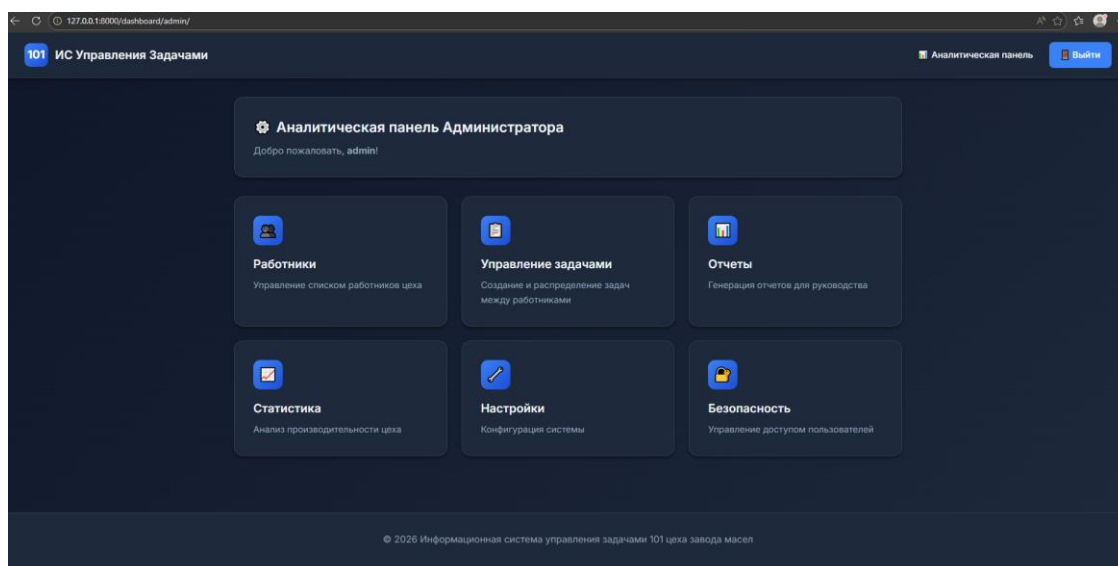 127.0.0.1:8000/dashboard/admin/
101 ИС Управления Задачами
Аналитическая панель
Выйти
Аналитическая панель Администратора
Добро пожаловать, admin!
Работники
Управление списком работников цеха
Управление задачами
Создание и распределение задач
между работниками
Отчеты
Генерация отчетов для руководства
Статистика
Анализ производительности цеха
Настройки
Конфигурация системы
Безопасность
Управление доступом пользователей
© 2026 Информационная система управления задачами 101 цеха завода масел